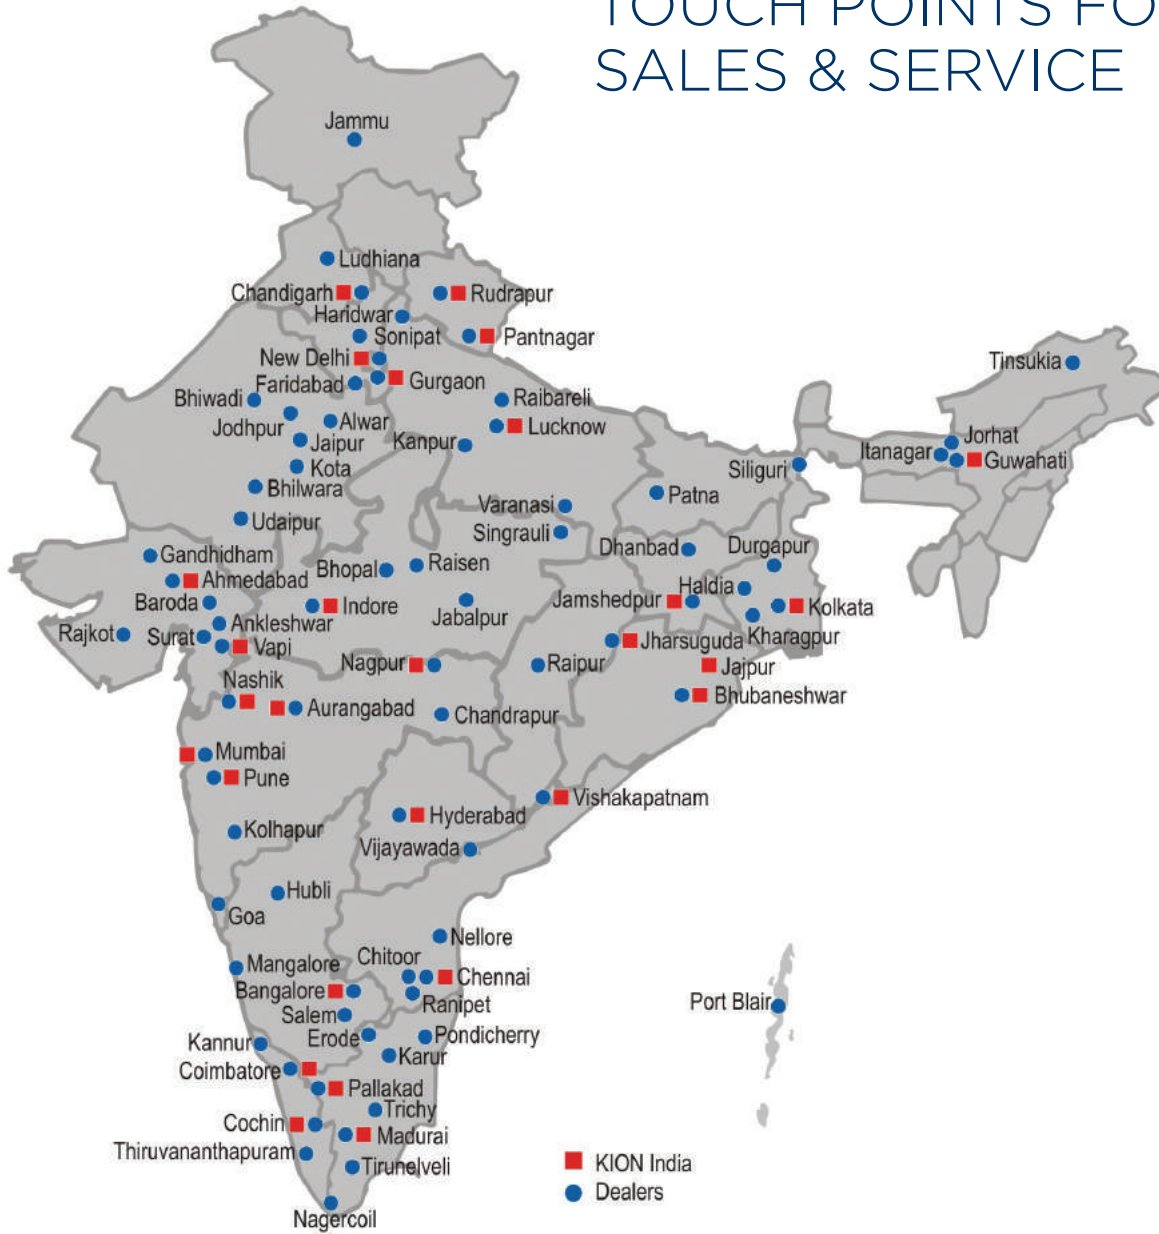 TOUCH POINTS FO
SALES & SERVICE
Jammu
Ludhiana
Chandigarh
Rudrapur
Haridwar
Sonipat
Pantnagar
New Delhi
Faridabad
Gurgaon
Tinsukia
Bhiwadi
Raibareli
Jodhpur
Alwar
Lucknow
Jaipur
Kanpur
Jorhat
Itanagar
Guwahati
Kota
Siliguri
Bhilwara
Patna
Varanasi
Udaipur
Singrauli
Dhanbad
Durgapur
Gandhidham
Bhopal
Raisen
Ahmedabad
Haldia
Baroda
Indore
Jabalpur
Jamshedpur
Kolkata
Ankleshwar
Rajkot
Surat
Kharagpur
Vapi
Jharsuguda
Nagpur
Raipur
Jajpur
Nashik
Bhubaneshwar
Aurangabad
Chandrapur
Mumbai
Pune
Vishakapatnam
Hyderabad
Kolhapur
Vijayawada
Hubli
Goa
Nellore
Chitoor
Mangalore
Chennai
Bangalore
Ranipet
Port Blair
Salem
Erode
Pondicherry
Kannur
Karur
Coimbatore
Pallakad
Trichy
Cochin
Madurai
Thiruvananthapuram
Tirunelveli
KION India
Dealers
Nagercoil